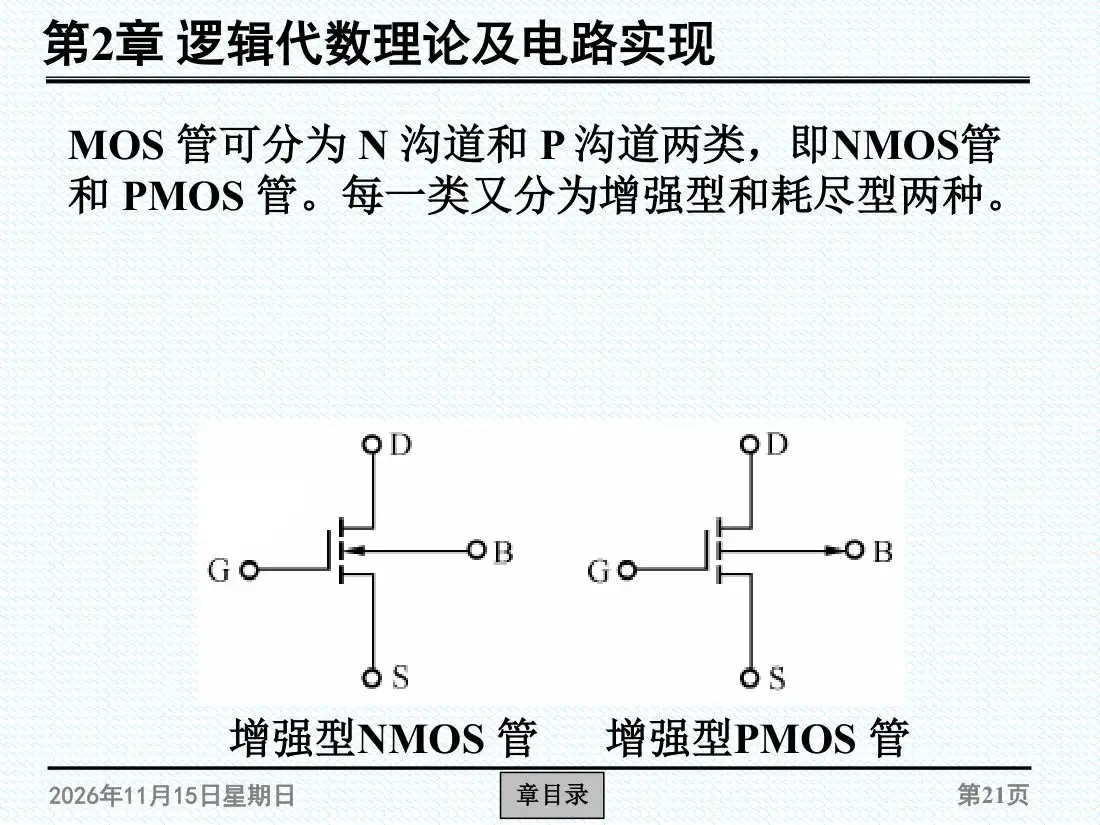 第2章 逻辑代数理论及电路实现
MOS 管可分为 N 沟道和 P 沟道两类，即NMOS管
和 PMOS 管。每一类又分为增强型和耗尽型两种。
D
D
G
B
G
B
S
S
增强型NMOS 管
增强型PMOS 管
2026年11月15日星期日
章目录
第21页